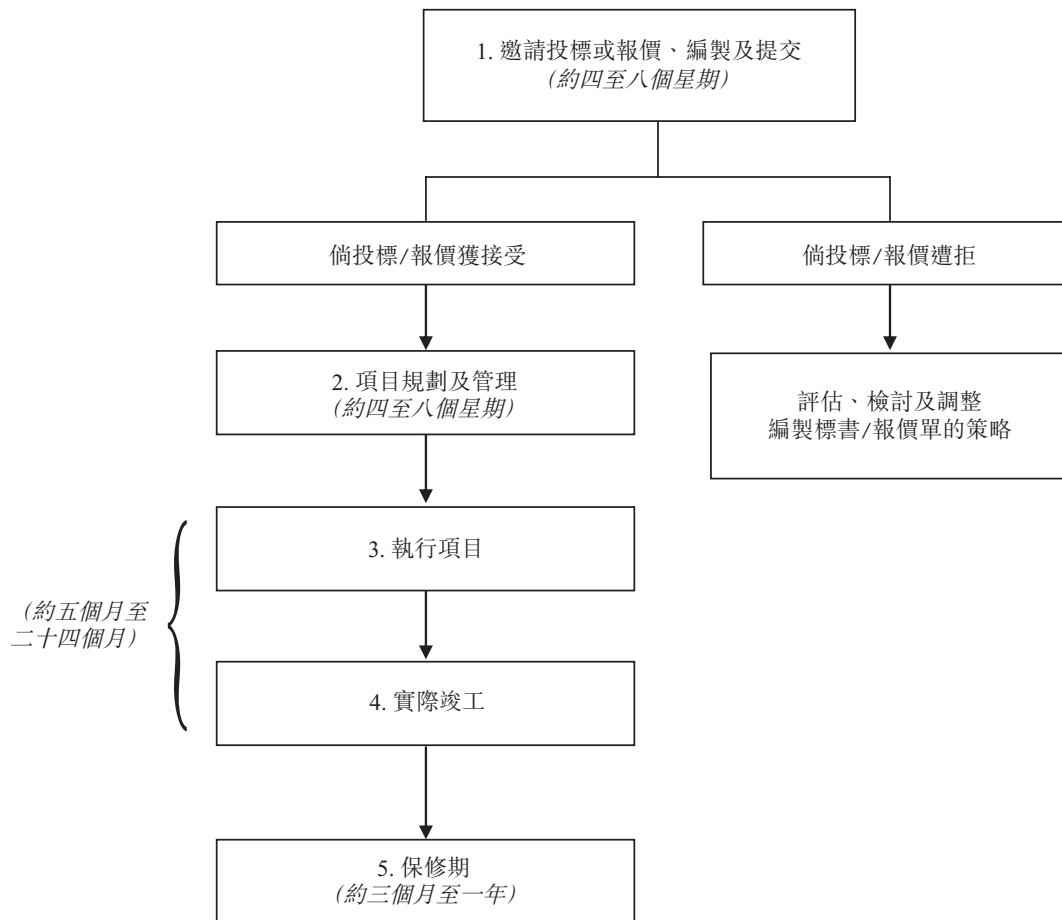 1. 邀請投標或報價、編製及提交
(約四至八個星期)
倘投標/報價獲接受
倘投標/報價遭拒
2. 項目規劃及管理
(約四至八個星期)
評估、檢討及調整
編製標書/報價單的策略
3. 執行項目
(約五個月至
二十四個月)
4. 實際竣工
5. 保修期
(約三個月至一年)